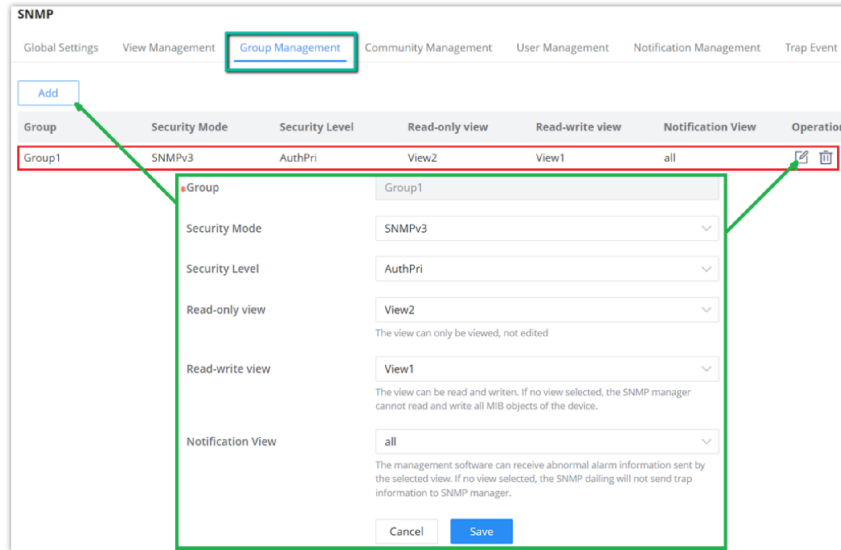 SNMP
Global Settings View Management Group Management Community Management User Management Notification Management Trap Event
Add
Group Security Mode Security Level Read-only view Read-write view Notification View Operation
Group1 SNMPv3 AuthPri View2 View1 all
Group Group1
Security Mode SNMPv3
Security Level AuthPri
Read-only view View2
The view can only be viewed, not edited
Read-write view View1
The view can be read and writen. If no view selected, the SNMP manager
cannot read and write all MIB objects of the device.
Notification View all
The management software can receive abnormal alarm information sent by
the selected view. If no view selected, the SNMP dailing will not send trap
information to SNMP manager.
Cancel Save